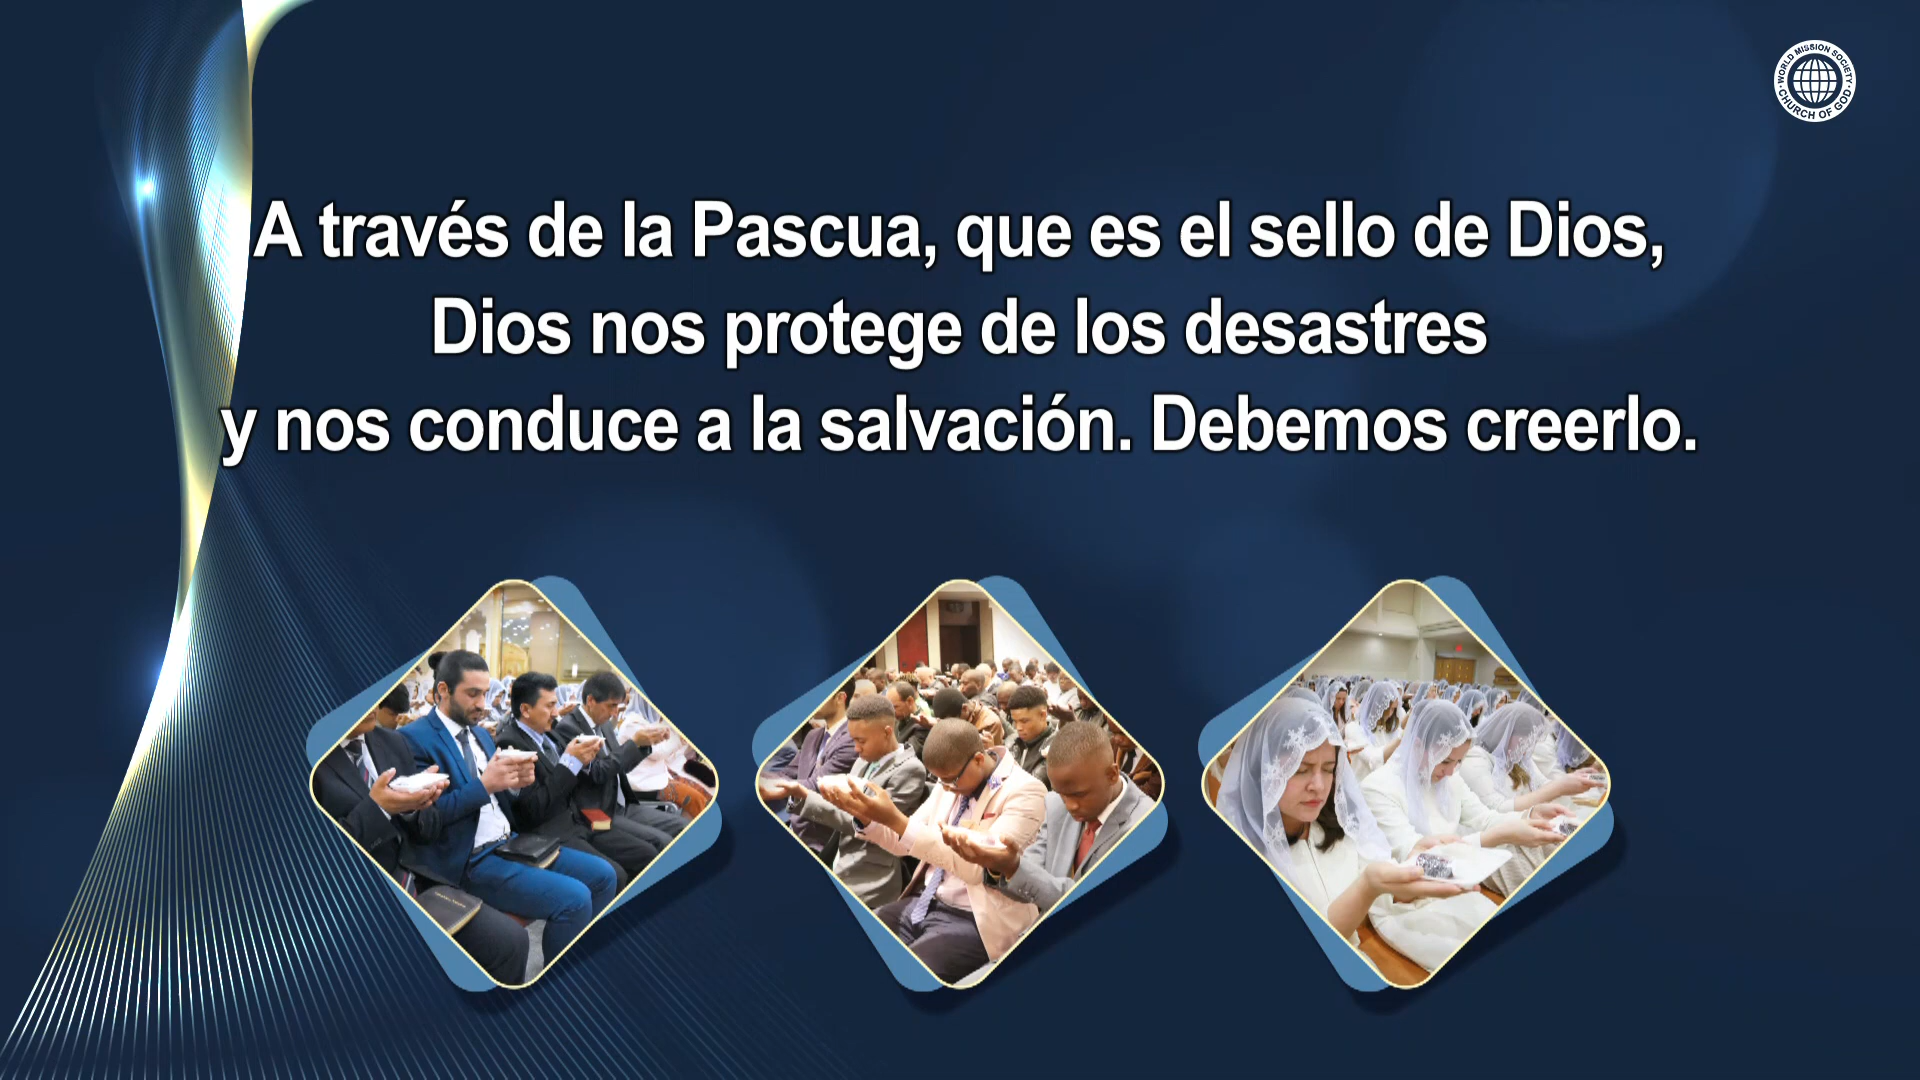 WORLD MISSION SOCIETY
CHURCH OF GOD
A través de la Pascua, que es el sello de Dios,
Dios nos protege de los desastres
y nos conduce a la salvación. Debemos creerlo.